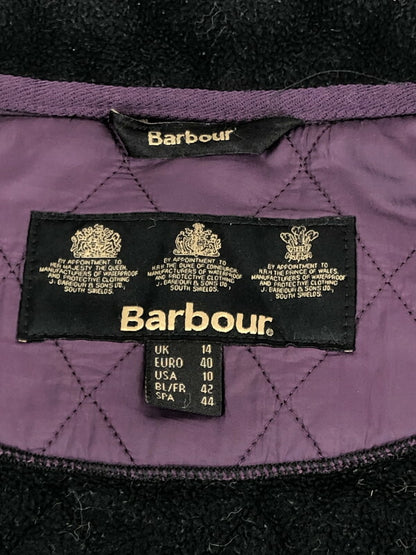 Barbour
BY APPOINTMENT TO
HER MAJESTY THE QUEEN
MANUFACTURERS OF WATERPROOF
AND PROTECTIVE CLOTHING
J. BARBOUR & SONS LTD
SOUTH SHIELDS.
BY APPOINTMENT TO
H.R.H. THE DUKE OF EDINBURGH
MANUFACTURERS OF WATERPROOF
AND PROTECTIVE CLOTHING
J. BARBOUR & SONS LTD
SOUTH SHIELDS.
BY APPOINTMENT TO
H.R.H. THE PRINCE OF WALES,
MANUFACTURERS OF WATERPROOF
AND PROTECTIVE CLOTHING
J. BARBOUR & SONS LTD
SOUTH SHIELDS.
Barbour®
UK 14
EURO 40
USA 10
BL/FR 42
SPA 44